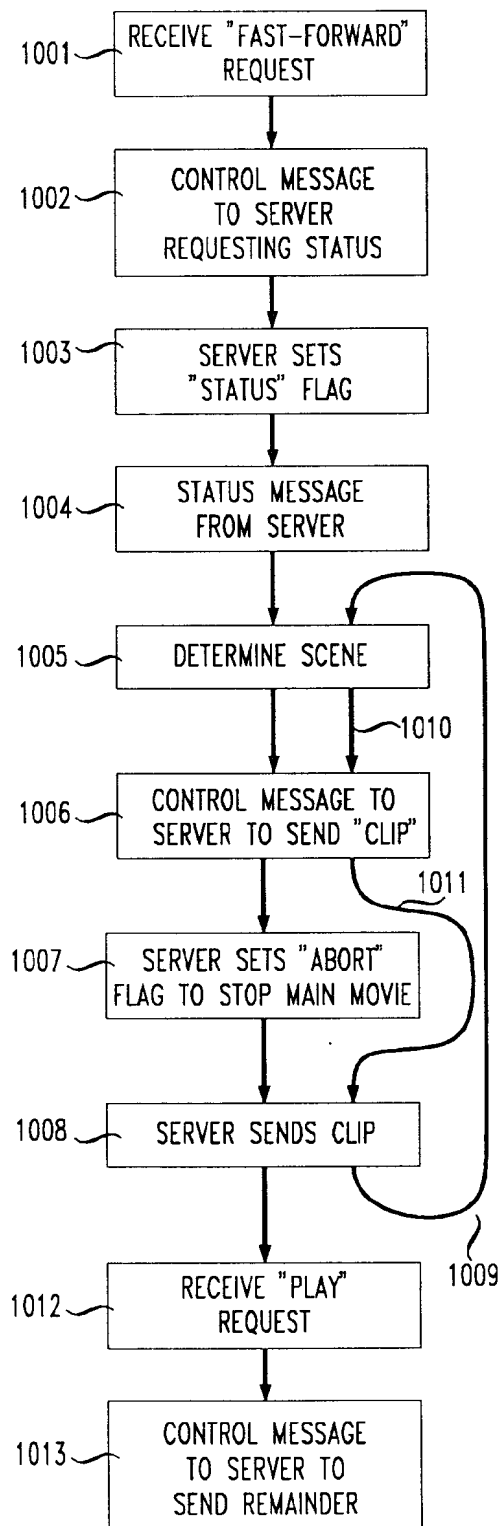 1001
RECEIVE "FAST-FORWARD"
REQUEST
1002
CONTROL MESSAGE
TO SERVER
REQUESTING STATUS
1003
SERVER SETS
"STATUS" FLAG
1004
STATUS MESSAGE
FROM SERVER
1005
DETERMINE SCENE
1010
1006
CONTROL MESSAGE TO
SERVER TO SEND "CLIP"
1011
1007
SERVER SETS "ABORT"
FLAG TO STOP MAIN MOVIE
1008
SERVER SENDS CLIP
1009
1012
RECEIVE "PLAY"
REQUEST
1013
CONTROL MESSAGE
TO SERVER TO
SEND REMAINDER